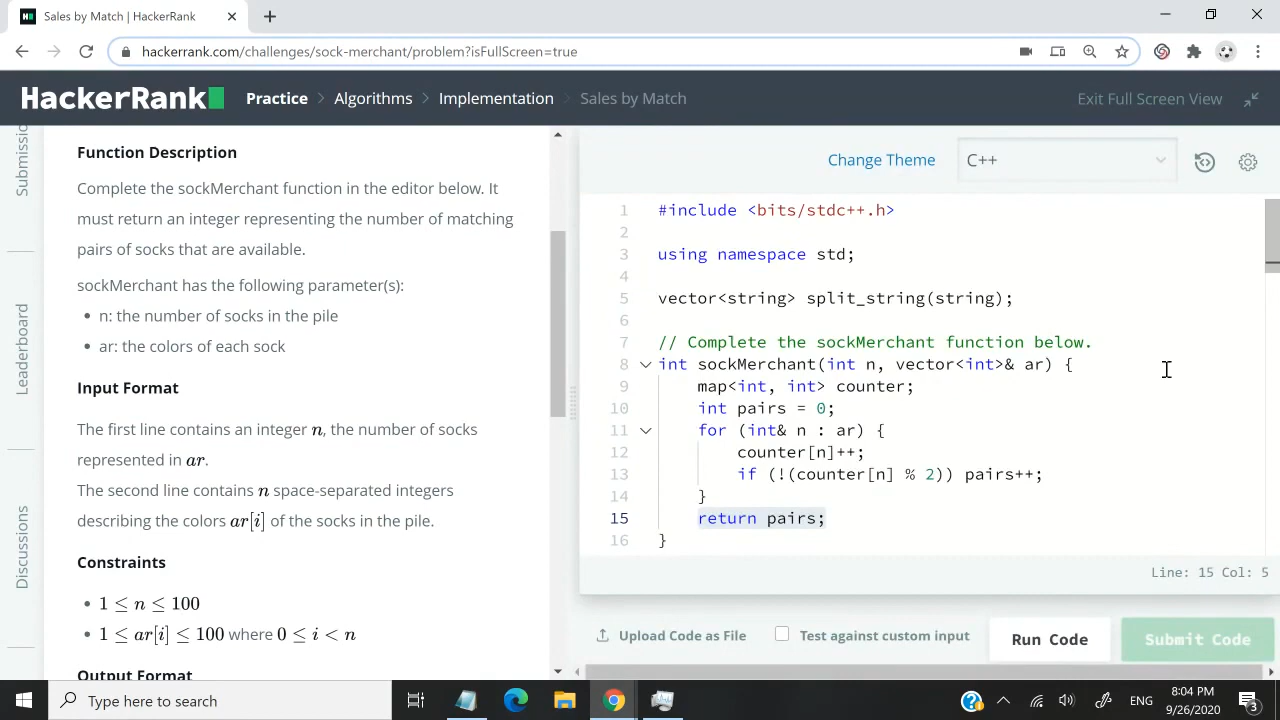 Sales by Match | HackerRank
hackerrank.com/challenges/sock-merchant/problem?isFullScreen=true
HackerRank
Practice > Algorithms > Implementation > Sales by Match
Exit Full Screen View
Submissio
Leaderboard
Discussions
Function Description
Complete the sockMerchant function in the editor below. It
must return an integer representing the number of matching
pairs of socks that are available.
sockMerchant has the following parameter(s):
• n: the number of socks in the pile
• ar: the colors of each sock
Input Format
The first line contains an integer n, the number of socks
represented in ar.
The second line contains n space-separated integers
describing the colors ar[i] of the socks in the pile.
Constraints
• 1 ≤ n ≤ 100
• 1 ≤ ar[i] ≤ 100 where 0 ≤ i < n
Output Format
Change Theme
C++
1 #include <bits/stdc++.h>
2
3 using namespace std;
4
5 vector<string> split_string(string);
6
7 // Complete the sockMerchant function below.
8 int sockMerchant(int n, vector<int>& ar) {
9     map<int, int> counter;
10     int pairs = 0;
11     for (int& n : ar) {
12         counter[n]++;
13         if (!(counter[n] % 2)) pairs++;
14     }
15     return pairs;
16 }
Line: 15 Col: 5
Upload Code as File
Test against custom input
Run Code
Submit Code
Type here to search
ENG
8:04 PM
9/26/2020
3